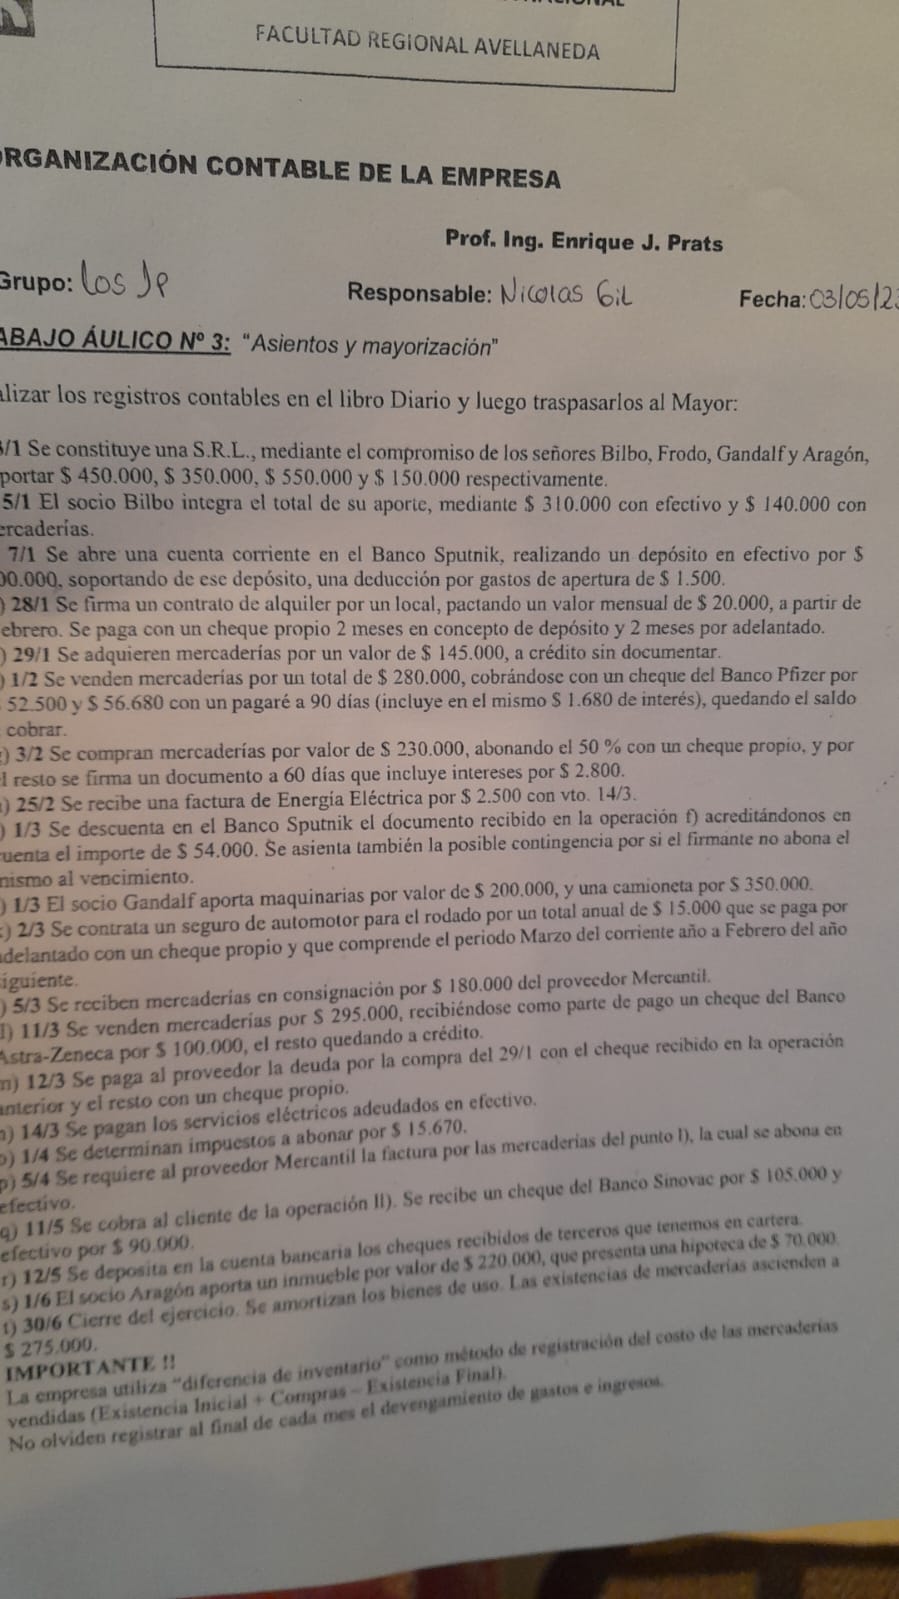 FACULTAD REGIONAL AVELLANEDA
ORGANIZACIÓN CONTABLE DE LA EMPRESA
Prof. Ing. Enrique J. Prats
Grupo: Los Jp Responsable: Nicolas Gil Fecha: 03/05/23
ABAJO ÁULICO Nº 3: “Asientos y mayorización”
alizar los registros contables en el libro Diario y luego traspasarlos al Mayor:
/1 Se constituye una S.R.L., mediante el compromiso de los señores Bilbo, Frodo, Gandalf y Aragón,
portar $ 450.000, $ 350.000, $ 550.000 y $ 150.000 respectivamente.
5/1 El socio Bilbo integra el total de su aporte, mediante $ 310.000 con efectivo y $ 140.000 con
ercaderías.
7/1 Se abre una cuenta corriente en el Banco Sputnik, realizando un depósito en efectivo por $
00.000, soportando de ese depósito, una deducción por gastos de apertura de $ 1.500.
) 28/1 Se firma un contrato de alquiler por un local, pactando un valor mensual de $ 20.000, a partir de
ebrero. Se paga con un cheque propio 2 meses en concepto de depósito y 2 meses por adelantado.
) 29/1 Se adquieren mercaderías por un valor de $ 145.000, a crédito sin documentar.
) 1/2 Se venden mercaderías por un total de $ 280.000, cobrándose con un cheque del Banco Pfizer por
52.500 y $ 56.680 con un pagaré a 90 días (incluye en el mismo $ 1.680 de interés), quedando el saldo
cobrar.
) 3/2 Se compran mercaderías por valor de $ 230.000, abonando el 50 % con un cheque propio, y por
l resto se firma un documento a 60 días que incluye intereses por $ 2.800.
) 25/2 Se recibe una factura de Energía Eléctrica por $ 2.500 con vto. 14/3.
) 1/3 Se descuenta en el Banco Sputnik el documento recibido en la operación f) acreditándonos en
cuenta el importe de $ 54.000. Se asienta también la posible contingencia por si el firmante no abona el
mismo al vencimiento.
) 1/3 El socio Gandalf aporta maquinarias por valor de $ 200.000, y una camioneta por $ 350.000.
) 2/3 Se contrata un seguro de automotor para el rodado por un total anual de $ 15.000 que se paga por
adelantado con un cheque propio y que comprende el periodo Marzo del corriente año a Febrero del año
siguiente.
) 5/3 Se reciben mercaderías en consignación por $ 180.000 del proveedor Mercantil.
ll) 11/3 Se venden mercaderías por $ 295.000, recibiéndose como parte de pago un cheque del Banco
Astra-Zeneca por $ 100.000, el resto quedando a crédito.
m) 12/3 Se paga al proveedor la deuda por la compra del 29/1 con el cheque recibido en la operación
anterior y el resto con un cheque propio.
n) 14/3 Se pagan los servicios eléctricos adeudados en efectivo.
o) 1/4 Se determinan impuestos a abonar por $ 15.670.
p) 5/4 Se requiere al proveedor Mercantil la factura por las mercaderías del punto l), la cual se abona en
efectivo.
q) 11/5 Se cobra al cliente de la operación ll). Se recibe un cheque del Banco Sinovac por $ 105.000 y
efectivo por $ 90.000.
r) 12/5 Se deposita en la cuenta bancaria los cheques recibidos de terceros que tenemos en cartera.
s) 1/6 El socio Aragón aporta un inmueble por valor de $ 220.000, que presenta una hipoteca de $ 70.000.
t) 30/6 Cierre del ejercicio. Se amortizan los bienes de uso. Las existencias de mercaderías ascienden a
$ 275.000.
IMPORTANTE !!
La empresa utiliza “diferencia de inventario” como método de registración del costo de las mercaderías
vendidas (Existencia Inicial + Compras – Existencia Final).
No olviden registrar al final de cada mes el devengamiento de gastos e ingresos.